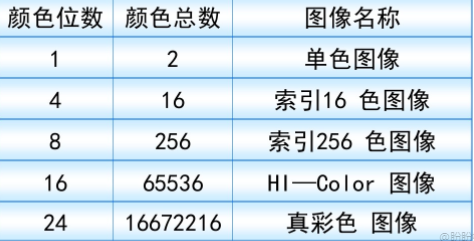 颜色位数 颜色总数 图像名称
1 2 单色图像
4 16 索引16 色图像
8 256 索引256 色图像
16 65536 HI—Color 图像
24 16672216 真彩色 图像